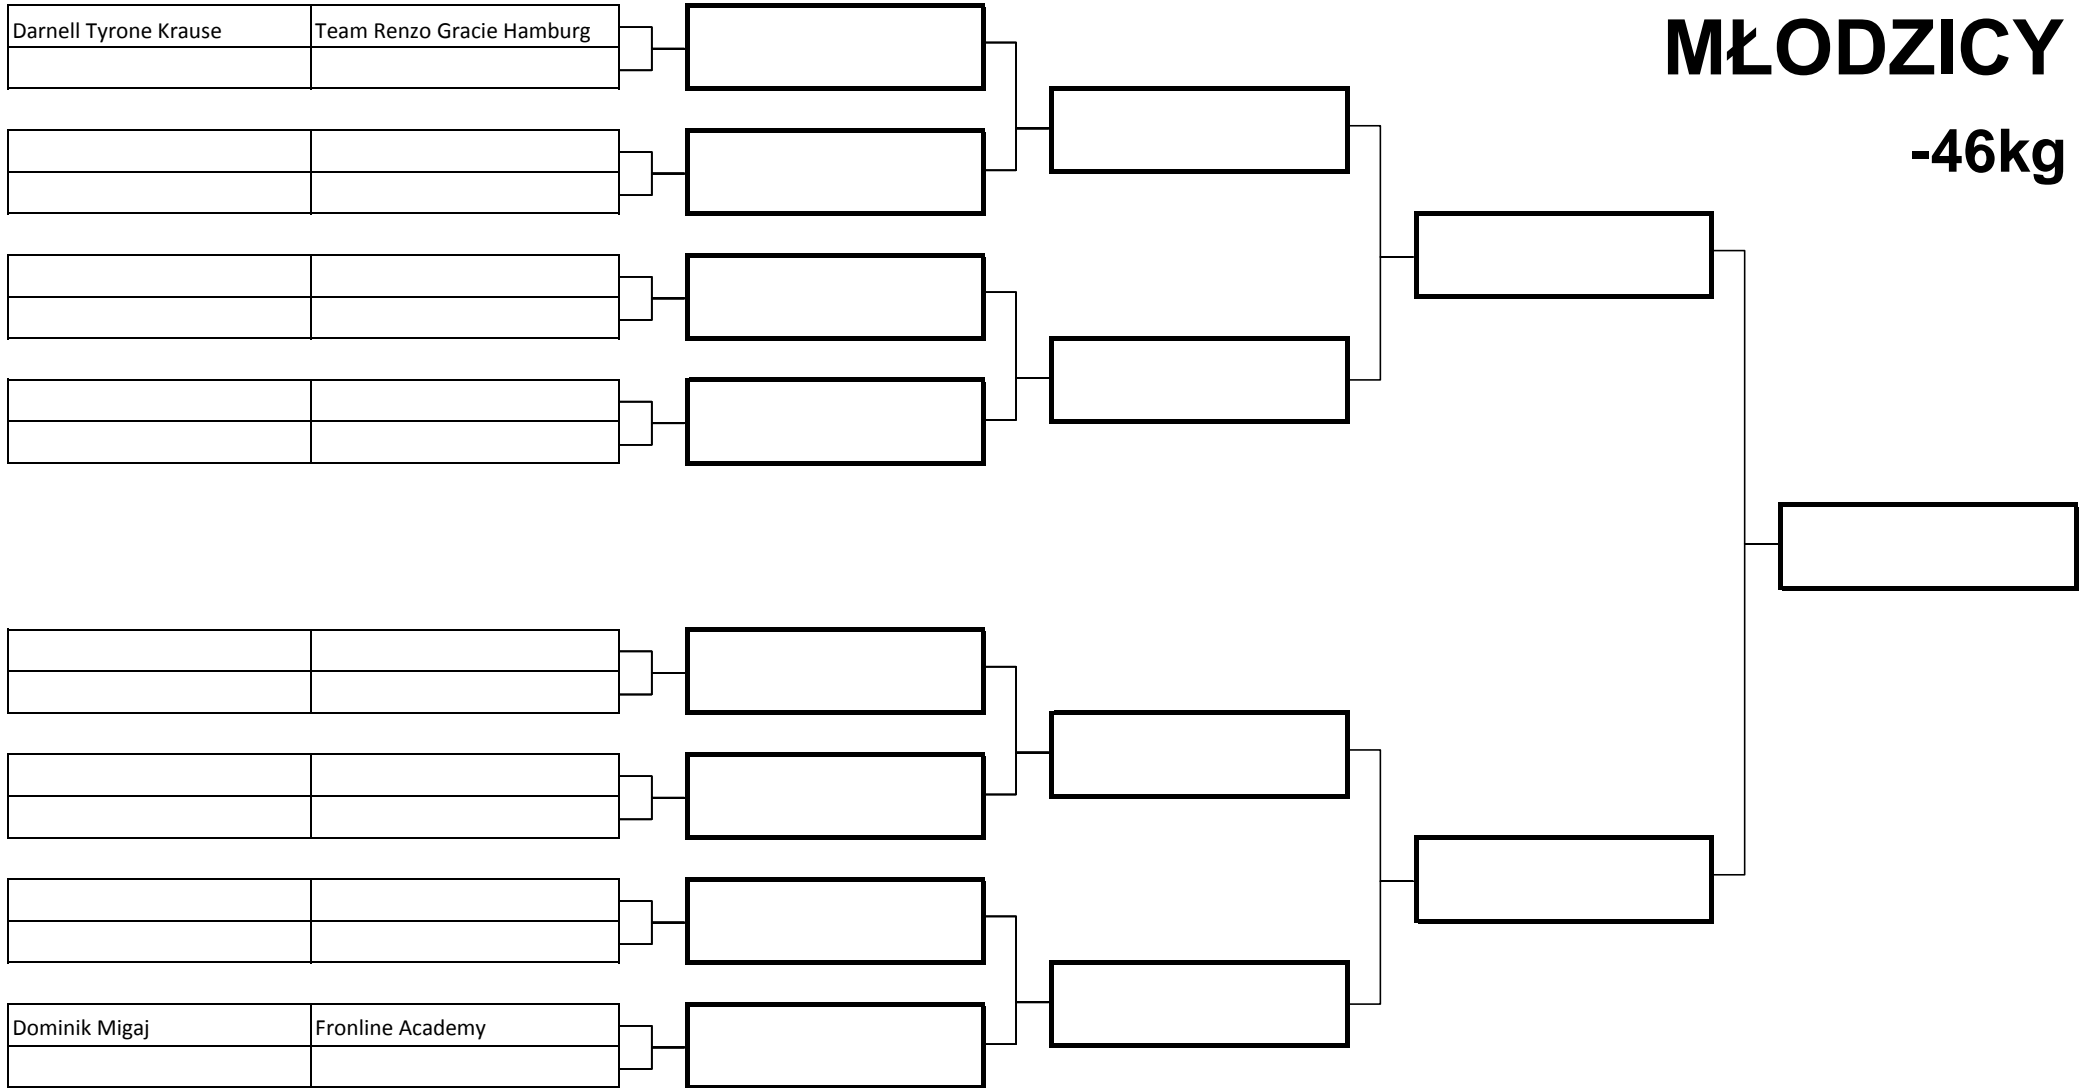 Darnell Tyrone Krause Team Renzo Gracie Hamburg
MŁODZICY
-46kg
Dominik Migaj Fronline Academy